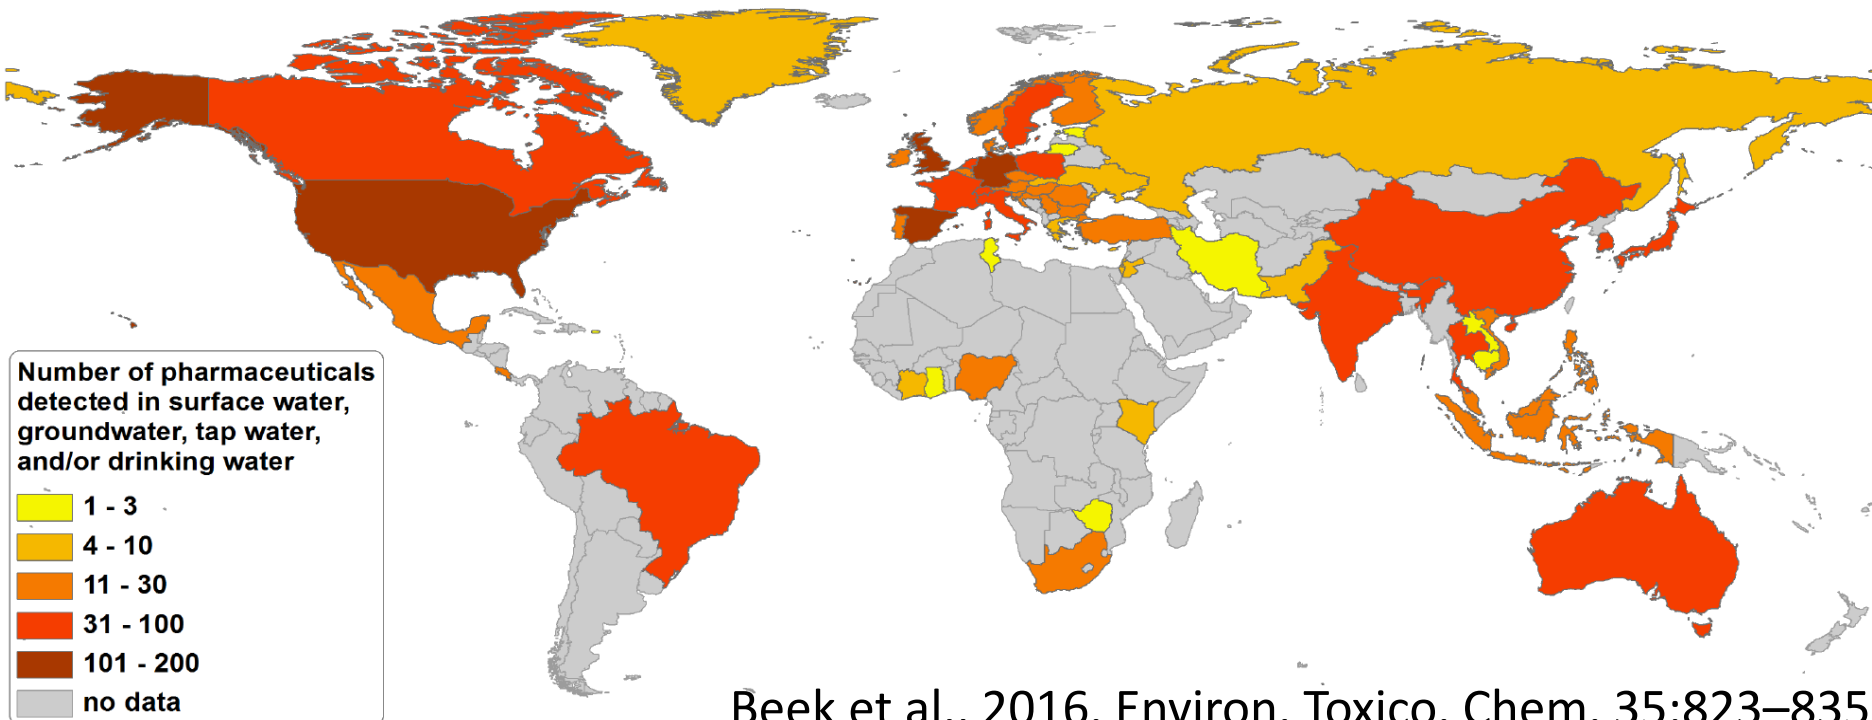 Number of pharmaceuticals
detected in surface water,
groundwater, tap water,
and/or drinking water
1 - 3
4 - 10
11 - 30
31 - 100
101 - 200
no data
Beek et al., 2016. Environ. Toxico. Chem. 35:823–835